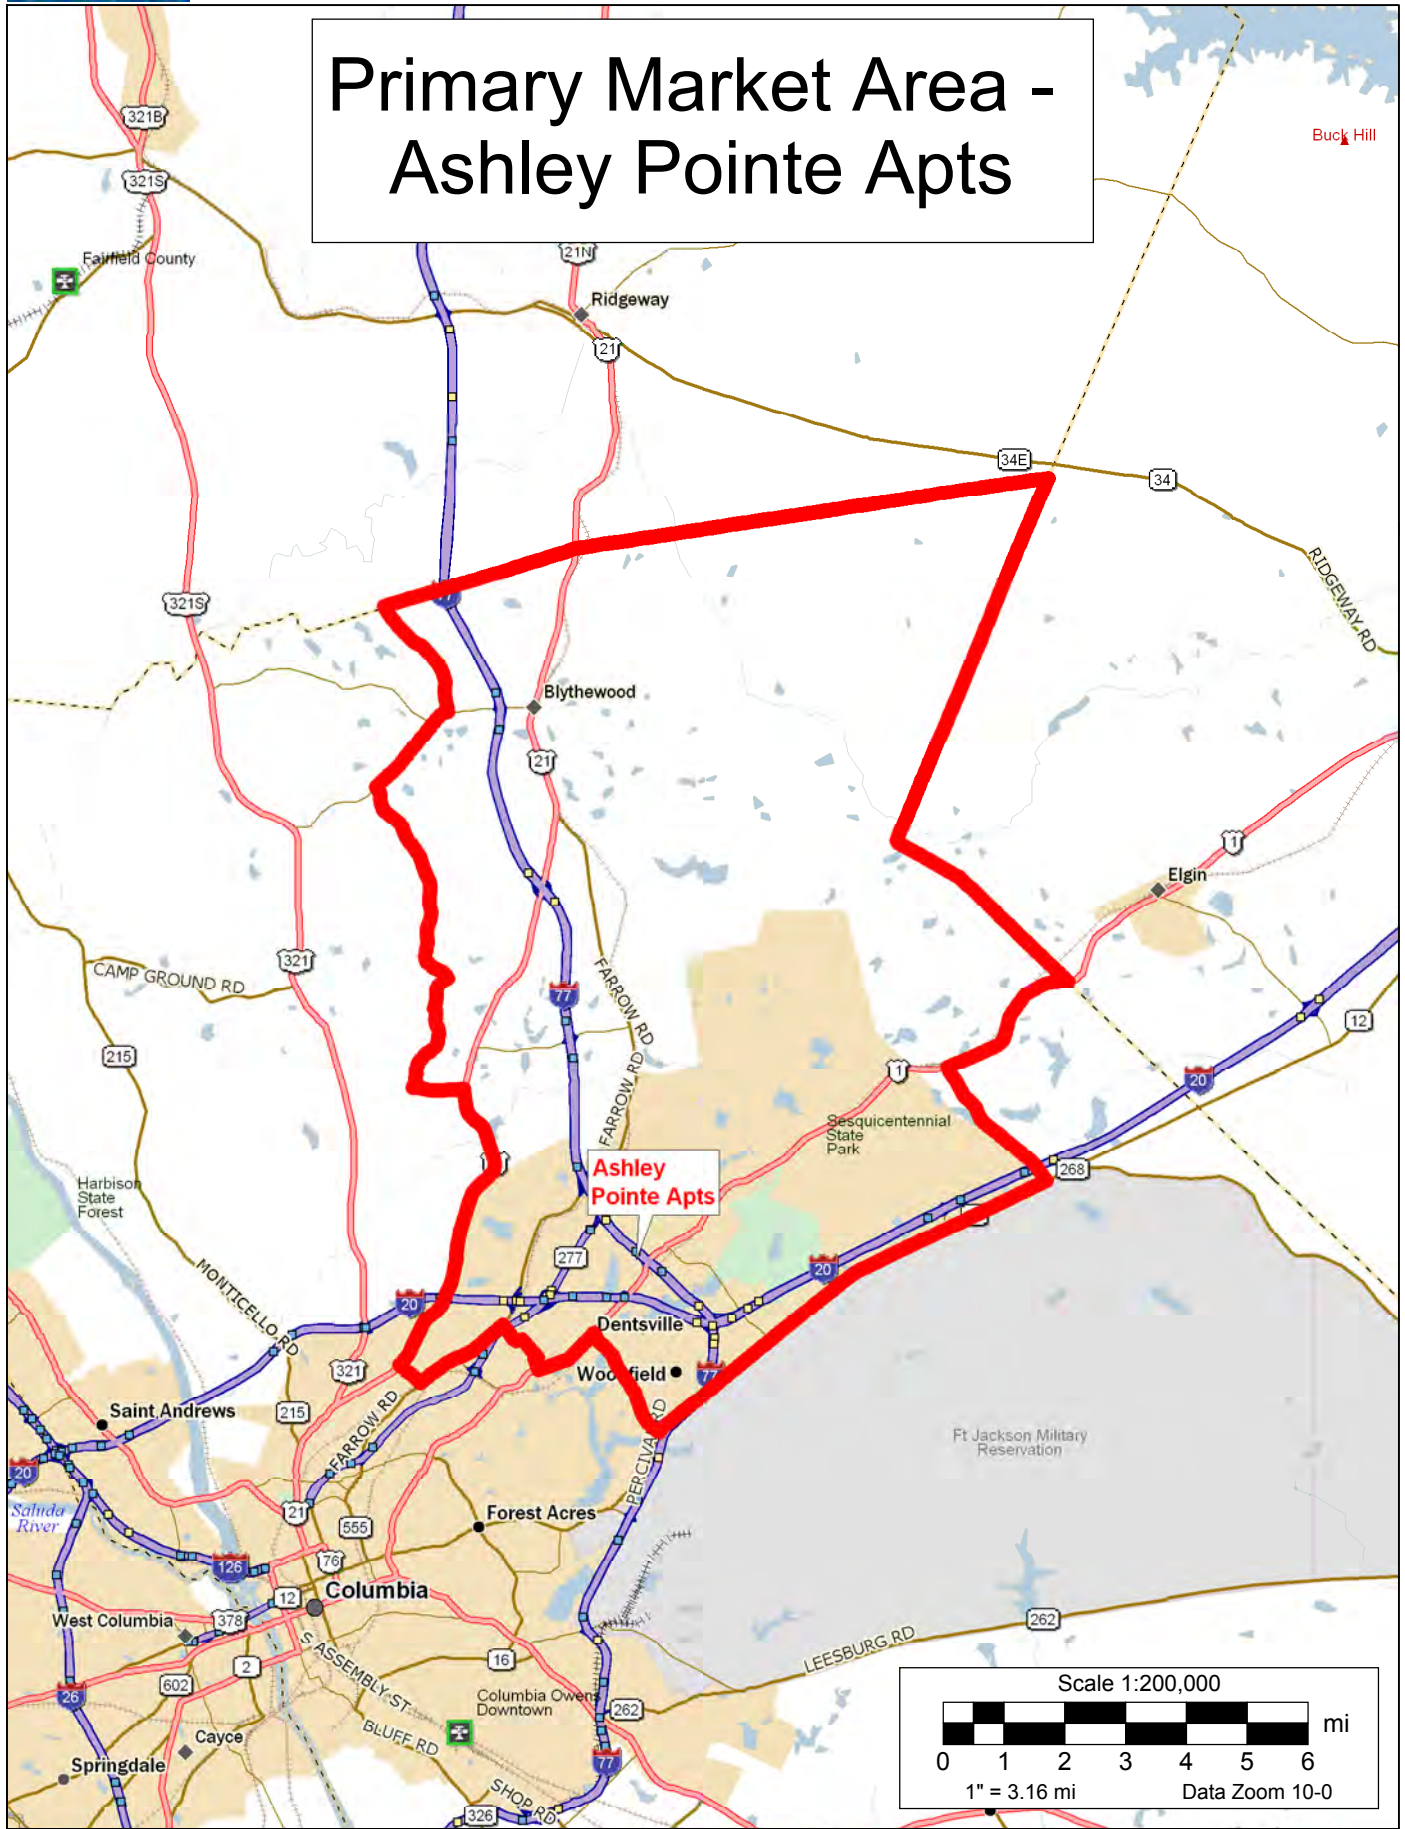 Primary Market Area -
Ashley Pointe Apts
321B
321S
Buck Hill
Fairfield County
21N
Ridgeway
21
34E
34
RIDGEWAY RD
321S
Blythewood
21
1
Elgin
321
CAMP GROUND RD
77
FARROW RD
12
215
FARROW RD
1
20
Sesquicentennial
State
Park
Ashley
Pointe Apts
268
Harbison
State
Forest
277
MONTICELLO RD
20
20
Dentsville
321
Woodfield
77
Saint Andrews
215
FARROW RD
PERCIVAL RD
Ft Jackson Military
Reservation
20
Saluda
River
21
555
Forest Acres
126
76
12
Columbia
West Columbia
378
262
S ASSEMBLY ST
LEESBURG RD
2
16
602
26
Columbia Owens
Downtown
262
BLUFF RD
Cayce
Springdale
77
SHOP RD
326
Scale 1:200,000
mi
0 1 2 3 4 5 6
1" = 3.16 mi
Data Zoom 10-0